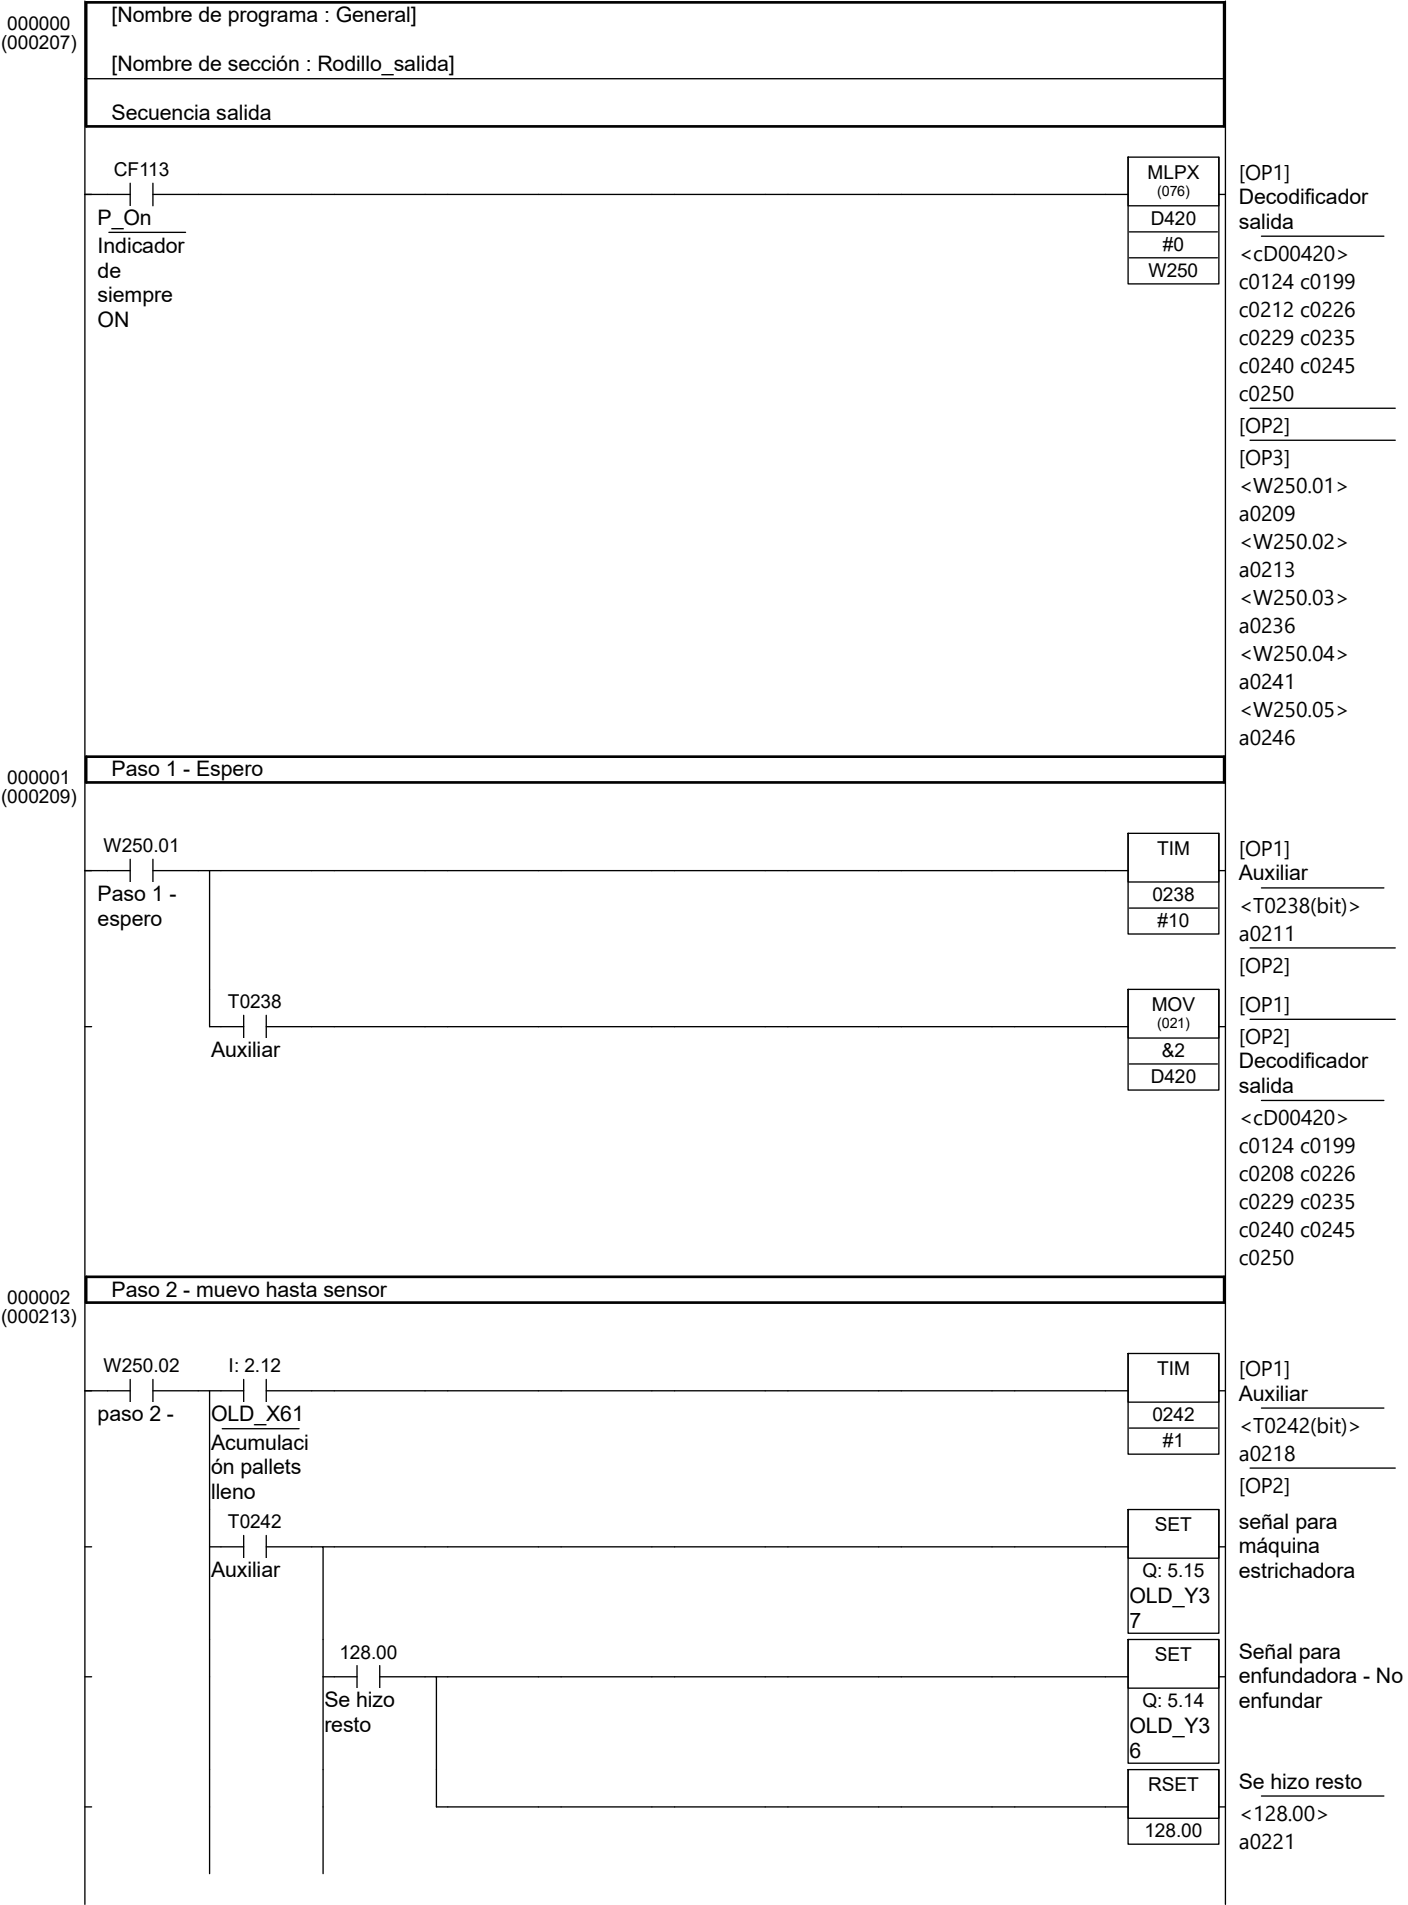 000000
(000207)
[Nombre de programa : General]
[Nombre de sección : Rodillo_salida]
Secuencia salida
CF113
P_On
Indicador
de
siempre
ON
MLPX
(076)
D420
#0
W250
[OP1]
Decodificador
salida
<cD00420>
c0124 c0199
c0212 c0226
c0229 c0235
c0240 c0245
c0250
[OP2]
[OP3]
<W250.01>
a0209
<W250.02>
a0213
<W250.03>
a0236
<W250.04>
a0241
<W250.05>
a0246
000001
(000209)
Paso 1 - Espero
W250.01
Paso 1 -
espero
TIM
0238
#10
[OP1]
Auxiliar
<T0238(bit)>
a0211
[OP2]
T0238
Auxiliar
MOV
(021)
&2
D420
[OP1]
[OP2]
Decodificador
salida
<cD00420>
c0124 c0199
c0208 c0226
c0229 c0235
c0240 c0245
c0250
000002
(000213)
Paso 2 - muevo hasta sensor
W250.02
paso 2 -
I: 2.12
OLD_X61
Acumulaci
ón pallets
lleno
TIM
0242
#1
[OP1]
Auxiliar
<T0242(bit)>
a0218
[OP2]
T0242
Auxiliar
SET
Q: 5.15
OLD_Y3
7
señal para
máquina
estrichadora
128.00
Se hizo
resto
SET
Q: 5.14
OLD_Y3
6
Señal para
enfundadora - No
enfundar
RSET
128.00
Se hizo resto
<128.00>
a0221